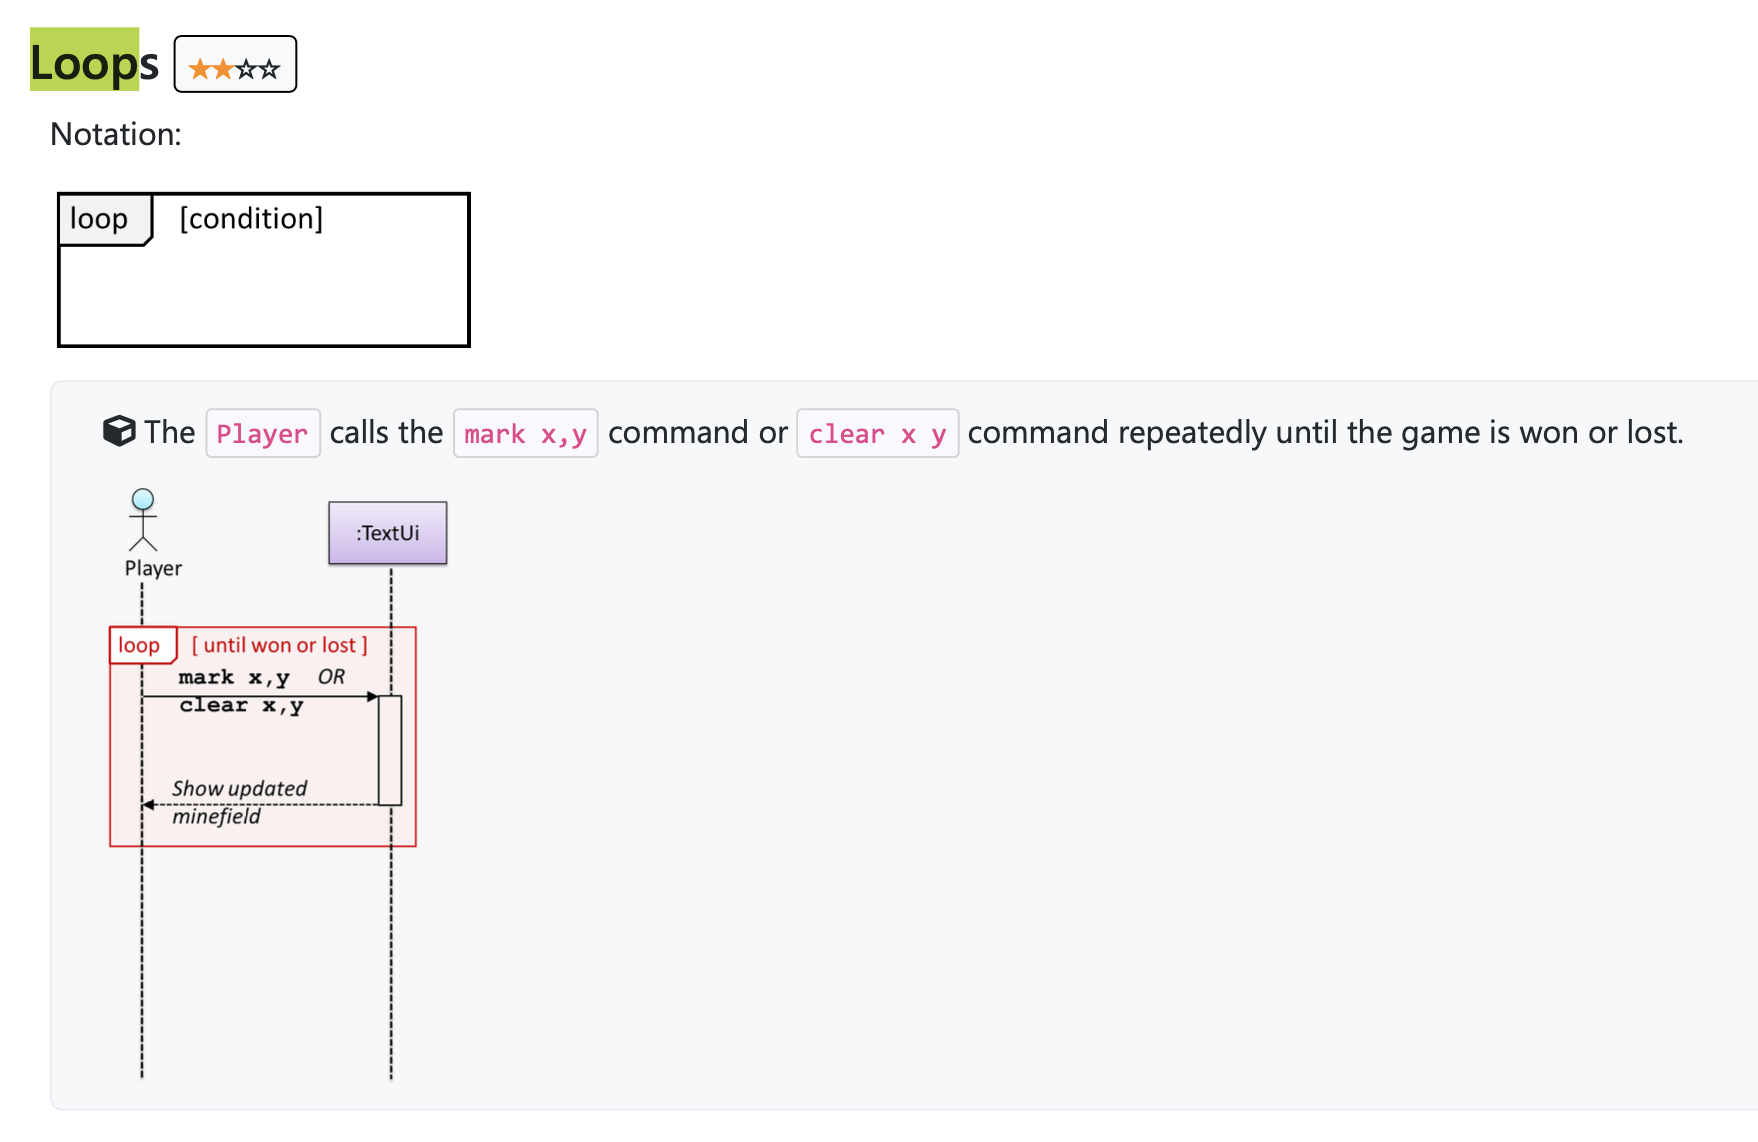 Loops
Notation:
loop [condition]
The Player calls the mark x,y command or clear x y command repeatedly until the game is won or lost.
:TextUi
Player
loop [ until won or lost ]
mark x,y OR
clear x,y
Show updated
minefield